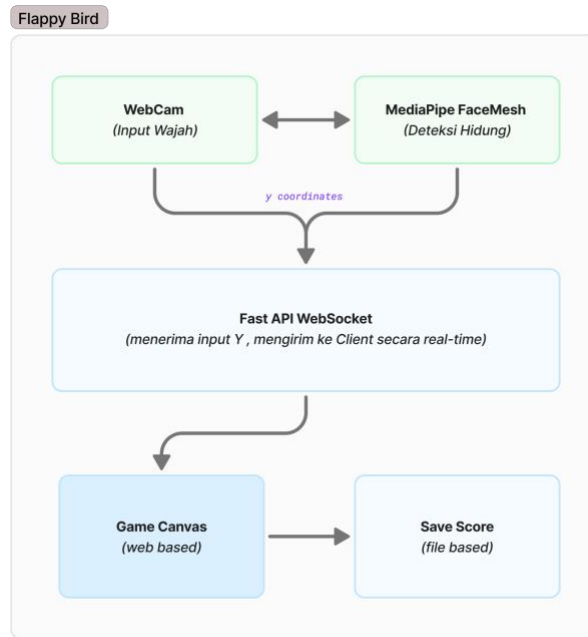 Flappy Bird
WebCam
(Input Wajah)
MediaPipe FaceMesh
(Deteksi Hidung)
y coordinates
Fast API WebSocket
(menerima input Y , mengirim ke Client secara real-time)
Game Canvas
(web based)
Save Score
(file based)